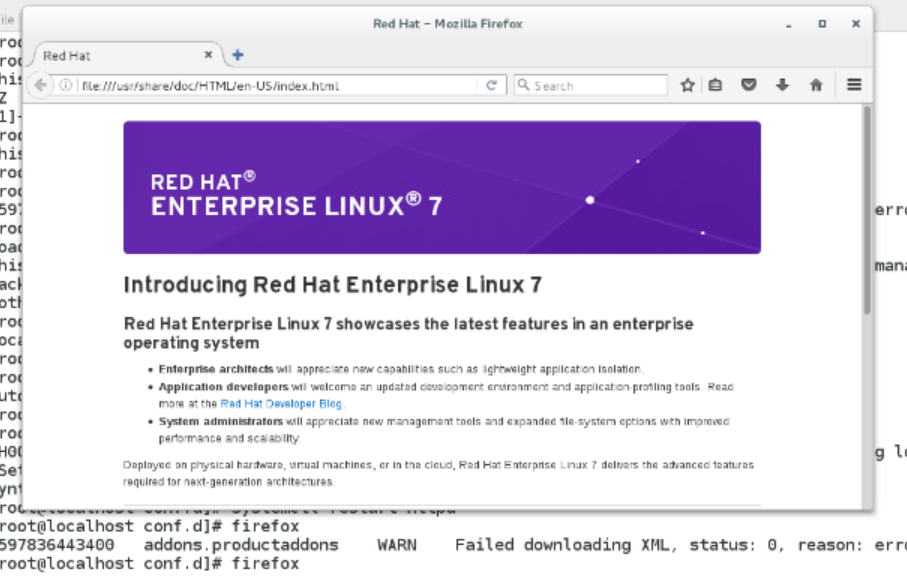 ile
Red Hat – Mozilla Firefox
Red Hat
file:///usr/share/doc/HTML/en-US/index.html
Search
RED HAT®
ENTERPRISE LINUX® 7
Introducing Red Hat Enterprise Linux 7
Red Hat Enterprise Linux 7 showcases the latest features in an enterprise
operating system
• Enterprise architects will appreciate new capabilities such as lightweight application isolation.
• Application developers will welcome an updated development environment and application-profiling tools. Read
more at the Red Hat Developer Blog.
• System administrators will appreciate new management tools and expanded file-system options with improved
performance and scalability.
Deployed on physical hardware, virtual machines, or in the cloud, Red Hat Enterprise Linux 7 delivers the advanced features
required for next-generation architectures.
root@localhost conf.d]# firefox
597836443400 addons.productaddons WARN Failed downloading XML, status: 0, reason: erro
root@localhost conf.d]# firefox